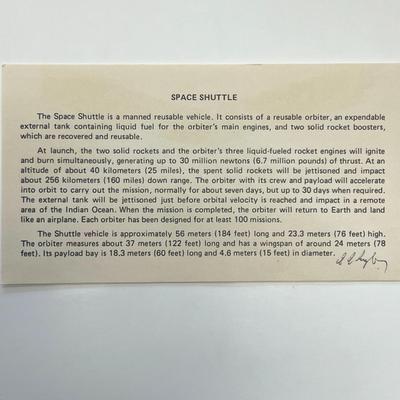 SPACE SHUTTLE
The Space Shuttle is a manned reusable vehicle. It consists of a reusable orbiter, an expendable
external tank containing liquid fuel for the orbiter's main engines, and two solid rocket boosters,
which are recovered and reusable.
At launch, the two solid rockets and the orbiter's three liquid-fueled rocket engines will ignite
and burn simultaneously, generating up to 30 million newtons (6.7 million pounds) of thrust. At an
altitude of about 40 kilometers (25 miles), the spent solid rockets will be jettisoned and impact
about 256 kilometers (160 miles) down range. The orbiter with its crew and payload will accelerate
into orbit to carry out the mission, normally for about seven days, but up to 30 days when required.
The external tank will be jettisoned just before orbital velocity is reached and impact in a remote
area of the Indian Ocean. When the mission is completed, the orbiter will return to Earth and land
like an airplane. Each orbiter has been designed for at least 100 missions.
The Shuttle vehicle is approximately 56 meters (184 feet) long and 23.3 meters (76 feet) high.
The orbiter measures about 37 meters (122 feet) long and has a wingspan of around 24 meters (78
feet). Its payload bay is 18.3 meters (60 feet) long and 4.6 meters (15 feet) in diameter.